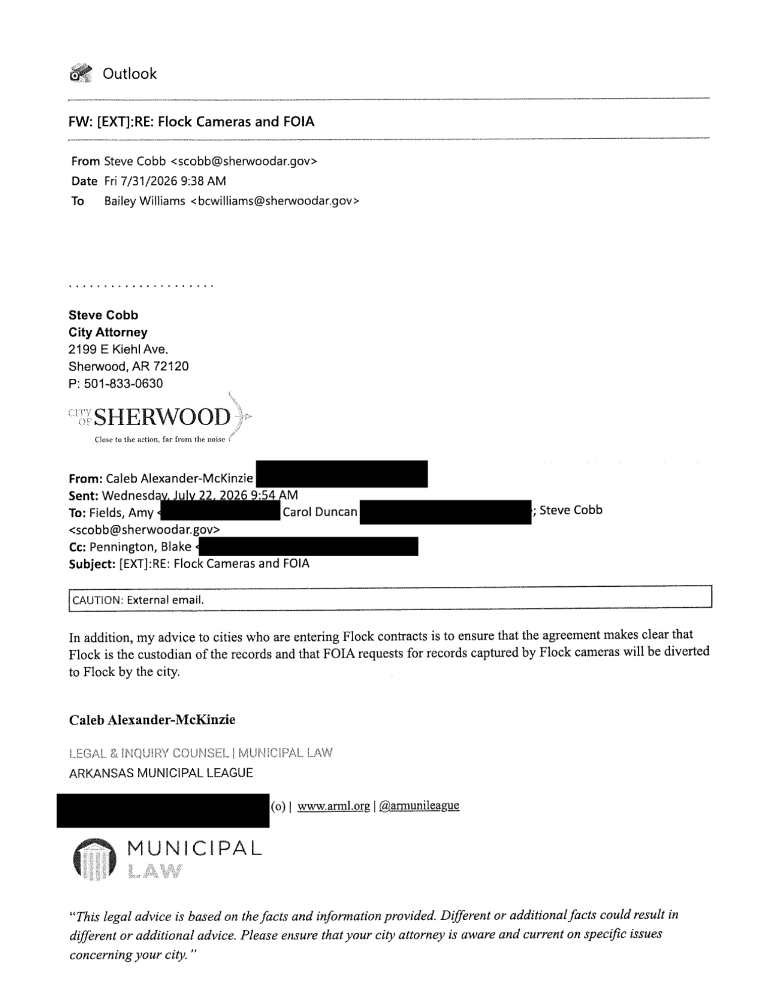 Outlook
FW: [EXT]:RE: Flock Cameras and FOIA
From Steve Cobb <scobb@sherwoodar.gov>
Date Fri 7/31/2026 9:38 AM
To Bailey Williams <bcwilliams@sherwoodar.gov>
. . . . . . . . . . . . . . . . . . . . .
Steve Cobb
City Attorney
2199 E Kiehl Ave.
Sherwood, AR 72120
P: 501-833-0630
CITY OF SHERWOOD
Close to the action, far from the noise
From: Caleb Alexander-McKinzie
Sent: Wednesday, July 22, 2026 9:54 AM
To: Fields, Amy < Carol Duncan ; Steve Cobb
<scobb@sherwoodar.gov>
Cc: Pennington, Blake <
Subject: [EXT]:RE: Flock Cameras and FOIA
CAUTION: External email.
In addition, my advice to cities who are entering Flock contracts is to ensure that the agreement makes clear that
Flock is the custodian of the records and that FOIA requests for records captured by Flock cameras will be diverted
to Flock by the city.
Caleb Alexander-McKinzie
LEGAL & INQUIRY COUNSEL | MUNICIPAL LAW
ARKANSAS MUNICIPAL LEAGUE
(o) | www.arml.org | @armunileague
MUNICIPAL
LAW
“This legal advice is based on the facts and information provided. Different or additional facts could result in
different or additional advice. Please ensure that your city attorney is aware and current on specific issues
concerning your city.”